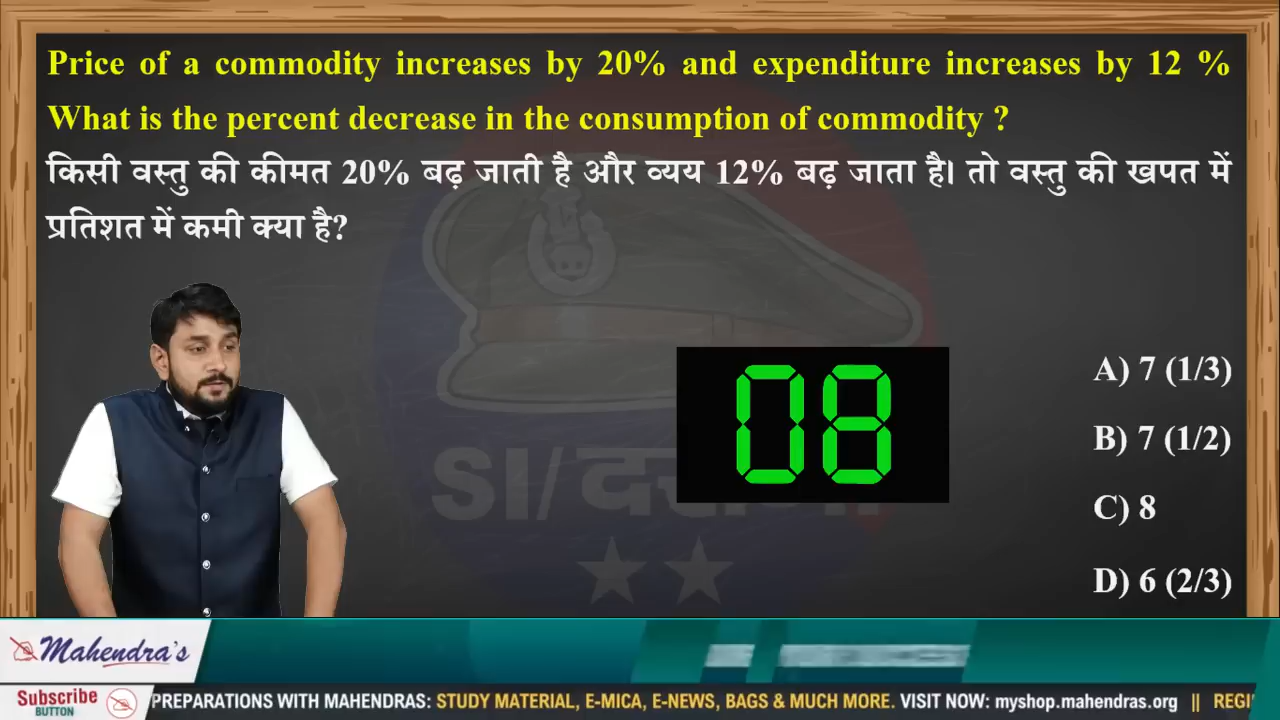 Price of a commodity increases by 20% and expenditure increases by 12 %
What is the percent decrease in the consumption of commodity ?
किसी वस्तु की कीमत 20% बढ़ जाती है और व्यय 12% बढ़ जाता है। तो वस्तु की खपत में
प्रतिशत में कमी क्या है?
08
A) 7 (1/3)
B) 7 (1/2)
C) 8
D) 6 (2/3)
SI/
Mahendra's
Subscribe
BUTTON
PREPARATIONS WITH MAHENDRAS: STUDY MATERIAL, E-MICA, E-NEWS, BAGS & MUCH MORE. VISIT NOW: myshop.mahendras.org || REGI